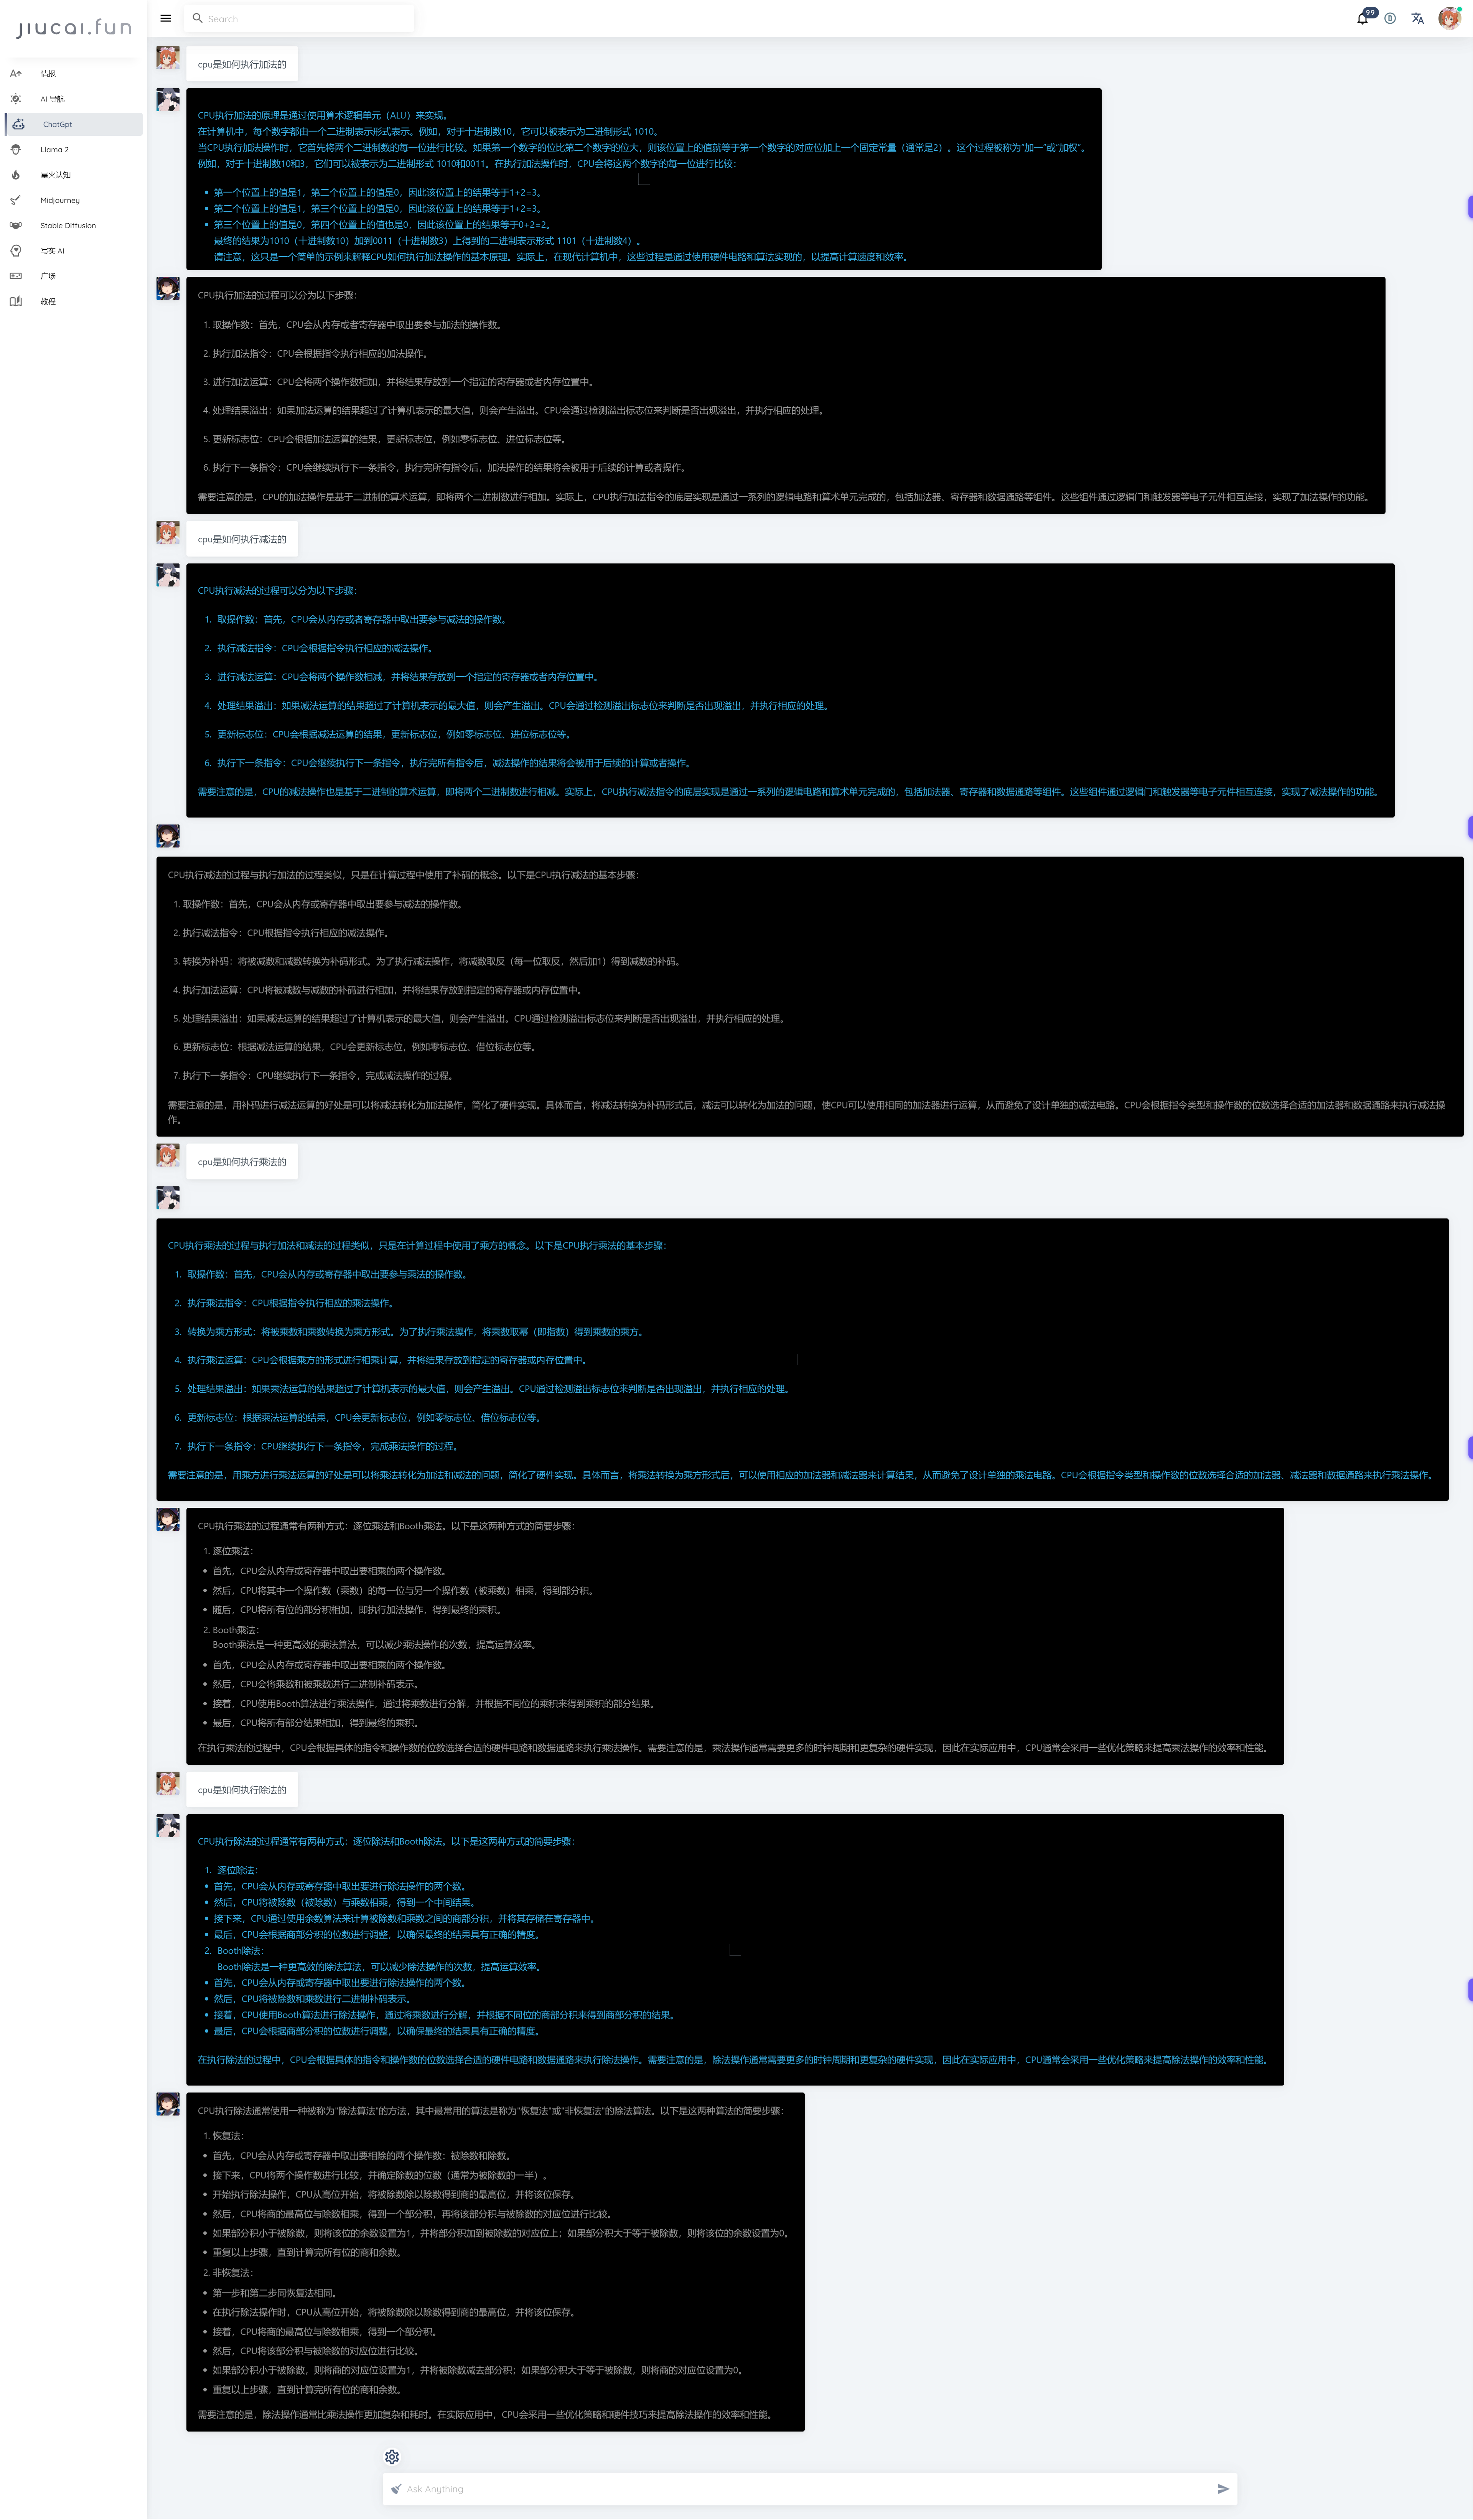 jiucai.fun
Search
99
情报
AI 导航
ChatGpt
Llama 2
星火认知
Midjourney
Stable Diffusion
写实 AI
广场
教程
cpu是如何执行加法的
CPU执行加法的原理是通过使用算术逻辑单元（ALU）来实现。
在计算机中，每个数字都由一个二进制表示形式表示。例如，对于十进制数10，它可以被表示为二进制形式 1010。
当CPU执行加法操作时，它首先将两个二进制数的每一位进行比较。如果第一个数字的位比第二个数字的位大，则该位置上的值就等于第一个数字的对应位加上一个固定常量（通常是2）。这个过程被称为“加一”或“加权”。
例如，对于十进制数10和3，它们可以被表示为二进制形式 1010和0011。在执行加法操作时，CPU会将这两个数字的每一位进行比较：
• 第一个位置上的值是1，第二个位置上的值是0，因此该位置上的结果等于1+2=3。
• 第二个位置上的值是1，第三个位置上的值是0，因此该位置上的结果等于1+2=3。
• 第三个位置上的值是0，第四个位置上的值也是0，因此该位置上的结果等于0+2=2。
最终的结果为1010（十进制数10）加到0011（十进制数3）上得到的二进制表示形式 1101（十进制数4）。
请注意，这只是一个简单的示例来解释CPU如何执行加法操作的基本原理。实际上，在现代计算机中，这些过程是通过使用硬件电路和算法实现的，以提高计算速度和效率。
CPU执行加法的过程可以分为以下步骤：
1. 取操作数：首先，CPU会从内存或者寄存器中取出要参与加法的操作数。
2. 执行加法指令：CPU会根据指令执行相应的加法操作。
3. 进行加法运算：CPU会将两个操作数相加，并将结果存放到一个指定的寄存器或者内存位置中。
4. 处理结果溢出：如果加法运算的结果超过了计算机表示的最大值，则会产生溢出。CPU会通过检测溢出标志位来判断是否出现溢出，并执行相应的处理。
5. 更新标志位：CPU会根据加法运算的结果，更新标志位，例如零标志位、进位标志位等。
6. 执行下一条指令：CPU会继续执行下一条指令，执行完所有指令后，加法操作的结果将会被用于后续的计算或者操作。
需要注意的是，CPU的加法操作是基于二进制的算术运算，即将两个二进制数进行相加。实际上，CPU执行加法指令的底层实现是通过一系列的逻辑电路和算术单元完成的，包括加法器、寄存器和数据通路等组件。这些组件通过逻辑门和触发器等电子元件相互连接，实现了加法操作的功能。
cpu是如何执行减法的
CPU执行减法的过程可以分为以下步骤：
1. 取操作数：首先，CPU会从内存或者寄存器中取出要参与减法的操作数。
2. 执行减法指令：CPU会根据指令执行相应的减法操作。
3. 进行减法运算：CPU会将两个操作数相减，并将结果存放到一个指定的寄存器或者内存位置中。
4. 处理结果溢出：如果减法运算的结果超过了计算机表示的最大值，则会产生溢出。CPU会通过检测溢出标志位来判断是否出现溢出，并执行相应的处理。
5. 更新标志位：CPU会根据减法运算的结果，更新标志位，例如零标志位、进位标志位等。
6. 执行下一条指令：CPU会继续执行下一条指令，执行完所有指令后，减法操作的结果将会被用于后续的计算或者操作。
需要注意的是，CPU的减法操作也是基于二进制的算术运算，即将两个二进制数进行相减。实际上，CPU执行减法指令的底层实现是通过一系列的逻辑电路和算术单元完成的，包括加法器、寄存器和数据通路等组件。这些组件通过逻辑门和触发器等电子元件相互连接，实现了减法操作的功能。
CPU执行减法的过程与执行加法的过程类似，只是在计算过程中使用了补码的概念。以下是CPU执行减法的基本步骤：
1. 取操作数：首先，CPU会从内存或寄存器中取出要参与减法的操作数。
2. 执行减法指令：CPU根据指令执行相应的减法操作。
3. 转换为补码：将被减数和减数转换为补码形式。为了执行减法操作，将减数取反（每一位取反，然后加1）得到减数的补码。
4. 执行加法运算：CPU将被减数与减数的补码进行相加，并将结果存放到指定的寄存器或内存位置中。
5. 处理结果溢出：如果减法运算的结果超过了计算机表示的最大值，则会产生溢出。CPU通过检测溢出标志位来判断是否出现溢出，并执行相应的处理。
6. 更新标志位：根据减法运算的结果，CPU会更新标志位，例如零标志位、借位标志位等。
7. 执行下一条指令：CPU继续执行下一条指令，完成减法操作的过程。
需要注意的是，用补码进行减法运算的好处是可以将减法转化为加法操作，简化了硬件实现。具体而言，将减法转换为补码形式后，减法可以转化为加法的问题，使CPU可以使用相同的加法器进行运算，从而避免了设计单独的减法电路。CPU会根据指令类型和操作数的位数选择合适的加法器和数据通路来执行减法操
作。
cpu是如何执行乘法的
CPU执行乘法的过程与执行加法和减法的过程类似，只是在计算过程中使用了乘方的概念。以下是CPU执行乘法的基本步骤：
1. 取操作数：首先，CPU会从内存或寄存器中取出要参与乘法的操作数。
2. 执行乘法指令：CPU根据指令执行相应的乘法操作。
3. 转换为乘方形式：将被乘数和乘数转换为乘方形式。为了执行乘法操作，将乘数取幂（即指数）得到乘数的乘方。
4. 执行乘法运算：CPU会根据乘方的形式进行相乘计算，并将结果存放到指定的寄存器或内存位置中。
5. 处理结果溢出：如果乘法运算的结果超过了计算机表示的最大值，则会产生溢出。CPU通过检测溢出标志位来判断是否出现溢出，并执行相应的处理。
6. 更新标志位：根据乘法运算的结果，CPU会更新标志位，例如零标志位、借位标志位等。
7. 执行下一条指令：CPU继续执行下一条指令，完成乘法操作的过程。
需要注意的是，用乘方进行乘法运算的好处是可以将乘法转化为加法和减法的问题，简化了硬件实现。具体而言，将乘法转换为乘方形式后，可以使用相应的加法器和减法器来计算结果，从而避免了设计单独的乘法电路。CPU会根据指令类型和操作数的位数选择合适的加法器、减法器和数据通路来执行乘法操作。
CPU执行乘法的过程通常有两种方式：逐位乘法和Booth乘法。以下是这两种方式的简要步骤：
1. 逐位乘法：
• 首先，CPU会从内存或寄存器中取出要相乘的两个操作数。
• 然后，CPU将其中一个操作数（乘数）的每一位与另一个操作数（被乘数）相乘，得到部分积。
• 随后，CPU将所有位的部分积相加，即执行加法操作，得到最终的乘积。
2. Booth乘法：
Booth乘法是一种更高效的乘法算法，可以减少乘法操作的次数，提高运算效率。
• 首先，CPU会从内存或寄存器中取出要相乘的两个操作数。
• 然后，CPU会将乘数和被乘数进行二进制补码表示。
• 接着，CPU使用Booth算法进行乘法操作，通过将乘数进行分解，并根据不同位的乘积来得到乘积的部分结果。
• 最后，CPU将所有部分结果相加，得到最终的乘积。
在执行乘法的过程中，CPU会根据具体的指令和操作数的位数选择合适的硬件电路和数据通路来执行乘法操作。需要注意的是，乘法操作通常需要更多的时钟周期和更复杂的硬件实现，因此在实际应用中，CPU通常会采用一些优化策略来提高乘法操作的效率和性能。
cpu是如何执行除法的
CPU执行除法的过程通常有两种方式：逐位除法和Booth除法。以下是这两种方式的简要步骤：
1. 逐位除法：
• 首先，CPU会从内存或寄存器中取出要进行除法操作的两个数。
• 然后，CPU将被除数（被除数）与乘数相乘，得到一个中间结果。
• 接下来，CPU通过使用余数算法来计算被除数和乘数之间的商部分积，并将其存储在寄存器中。
• 最后，CPU会根据商部分积的位数进行调整，以确保最终的结果具有正确的精度。
2. Booth除法：
Booth除法是一种更高效的除法算法，可以减少除法操作的次数，提高运算效率。
• 首先，CPU会从内存或寄存器中取出要进行除法操作的两个数。
• 然后，CPU将被除数和乘数进行二进制补码表示。
• 接着，CPU使用Booth算法进行除法操作，通过将乘数进行分解，并根据不同位的商部分积来得到商部分积的结果。
• 最后，CPU会根据商部分积的位数进行调整，以确保最终的结果具有正确的精度。
在执行除法的过程中，CPU会根据具体的指令和操作数的位数选择合适的硬件电路和数据通路来执行除法操作。需要注意的是，除法操作通常需要更多的时钟周期和更复杂的硬件实现，因此在实际应用中，CPU通常会采用一些优化策略来提高除法操作的效率和性能。
CPU执行除法通常使用一种被称为"除法算法"的方法，其中最常用的算法是称为"恢复法"或"非恢复法"的除法算法。以下是这两种算法的简要步骤：
1. 恢复法：
• 首先，CPU会从内存或寄存器中取出要相除的两个操作数：被除数和除数。
• 接下来，CPU将两个操作数进行比较，并确定除数的位数（通常为被除数的一半）。
• 开始执行除法操作，CPU从高位开始，将被除数除以除数得到商的最高位，并将该位保存。
• 然后，CPU将商的最高位与除数相乘，得到一个部分积，再将该部分积与被除数的对应位进行比较。
• 如果部分积小于被除数，则将该位的余数设置为1，并将部分积加到被除数的对应位上；如果部分积大于等于被除数，则将该位的余数设置为0。
• 重复以上步骤，直到计算完所有位的商和余数。
2. 非恢复法：
• 第一步和第二步同恢复法相同。
• 在执行除法操作时，CPU从高位开始，将被除数除以除数得到商的最高位，并将该位保存。
• 接着，CPU将商的最高位与除数相乘，得到一个部分积。
• 然后，CPU将该部分积与被除数的对应位进行比较。
• 如果部分积小于被除数，则将商的对应位设置为1，并将被除数减去部分积；如果部分积大于等于被除数，则将商的对应位设置为0。
• 重复以上步骤，直到计算完所有位的商和余数。
需要注意的是，除法操作通常比乘法操作更加复杂和耗时。在实际应用中，CPU会采用一些优化策略和硬件技巧来提高除法操作的效率和性能。
Ask Anything